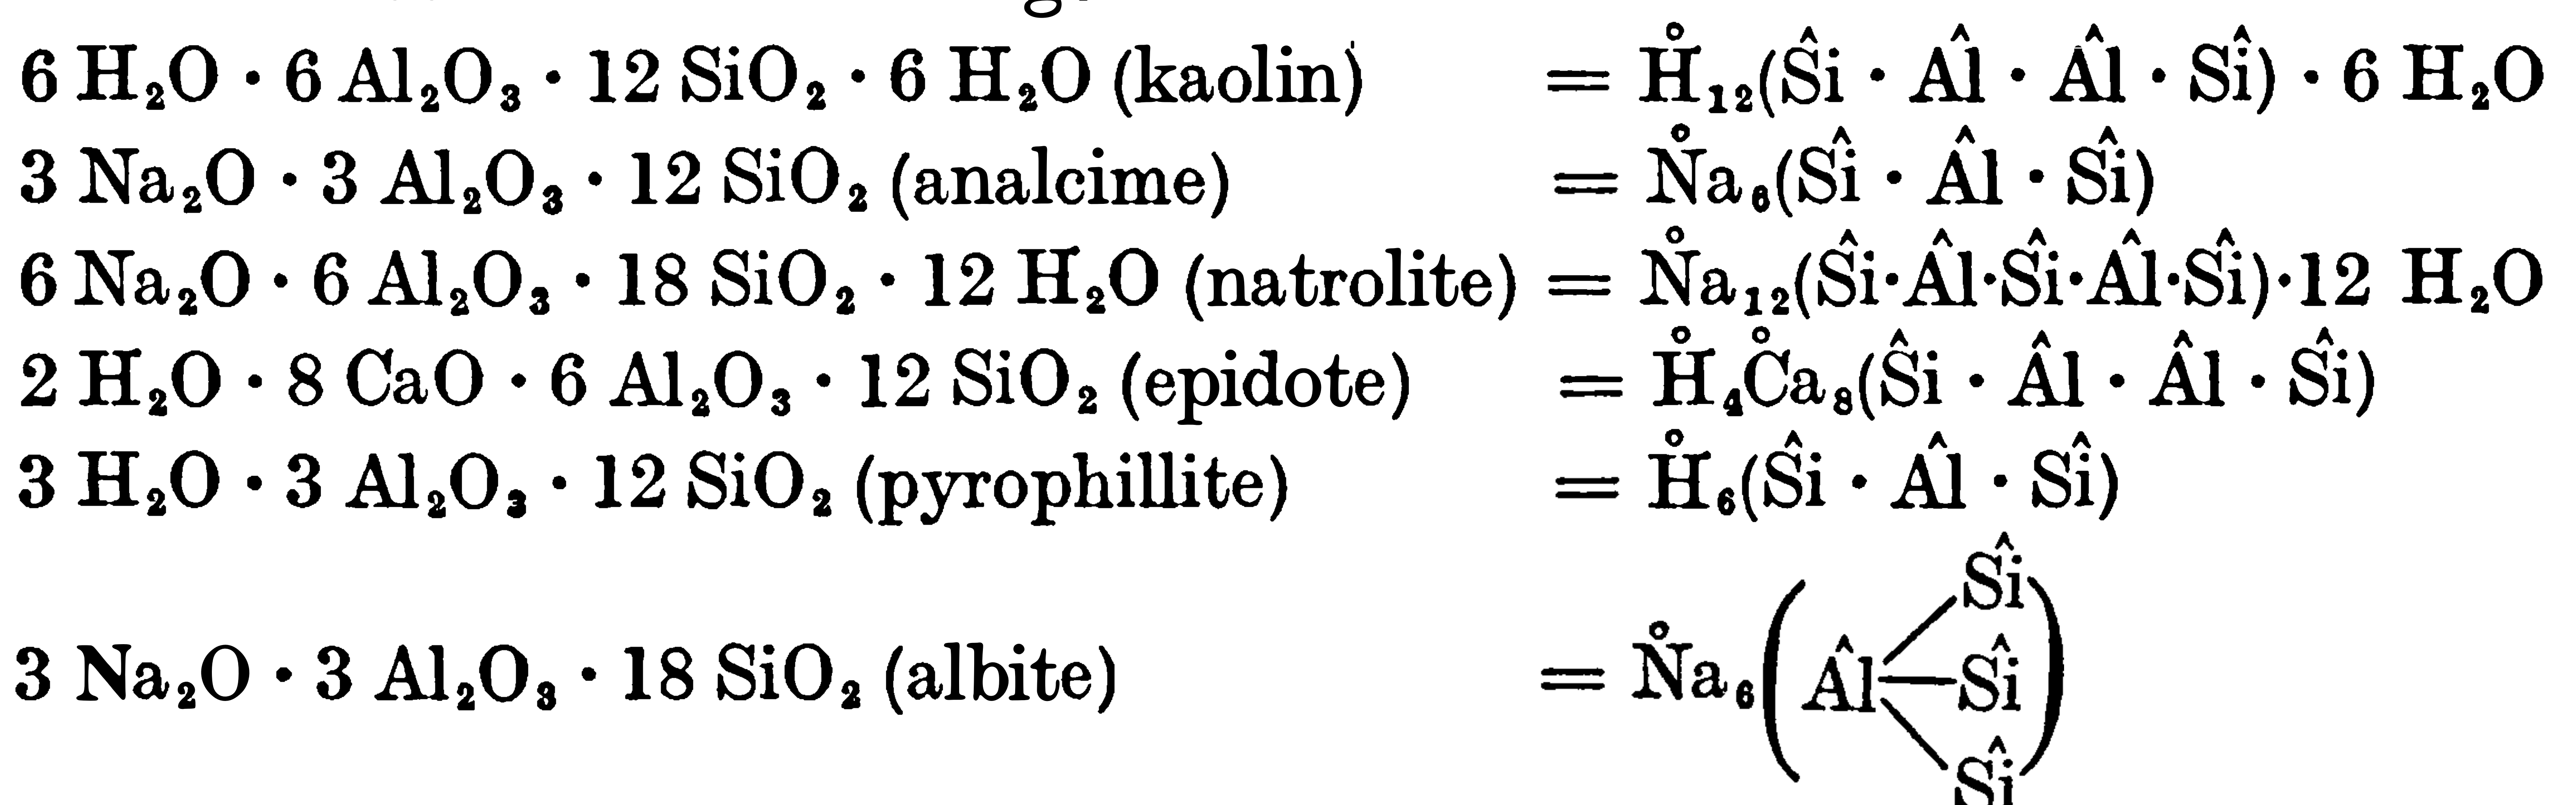 6 H₂O · 6 Al₂O₃ · 12 SiO₂ · 6 H₂O (kaolin) = H̊₁₂(Ŝi · Âl · Âl · Ŝi) · 6 H₂O
3 Na₂O · 3 Al₂O₃ · 12 SiO₂ (analcime) = N̊a₆(Ŝi · Âl · Ŝi)
6 Na₂O · 6 Al₂O₃ · 18 SiO₂ · 12 H₂O (natrolite) = N̊a₁₂(Ŝi·Âl·Ŝi·Âl·Ŝi)·12 H₂O
2 H₂O · 8 CaO · 6 Al₂O₃ · 12 SiO₂ (epidote) = H̊₄C̊a₈(Ŝi · Âl · Âl · Ŝi)
3 H₂O · 3 Al₂O₃ · 12 SiO₂ (pyrophillite) = H̊₆(Ŝi · Âl · Ŝi)
Ŝi
3 Na₂O · 3 Al₂O₃ · 18 SiO₂ (albite) = N̊a₆(Âl—Ŝi)
Ŝi